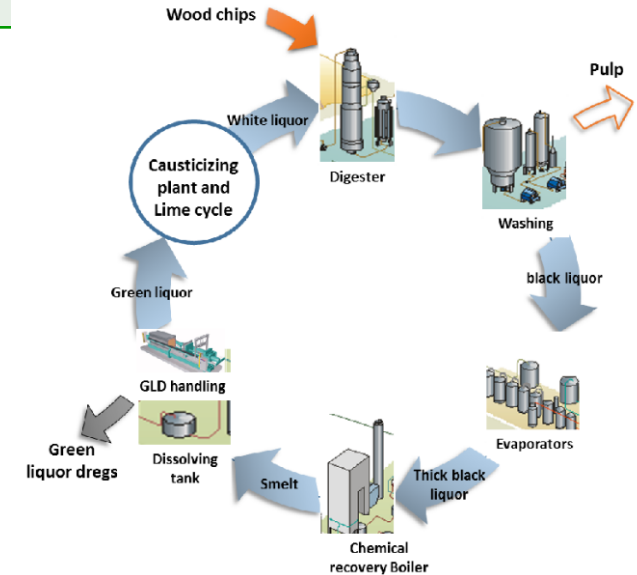 Wood chips
Pulp
White liquor
Digester
Causticizing
plant and
Lime cycle
Washing
black liquor
Green liquor
GLD handling
Evaporators
Green
liquor dregs
Dissolving
tank
Smelt
Thick black
liquor
Chemical
recovery Boiler